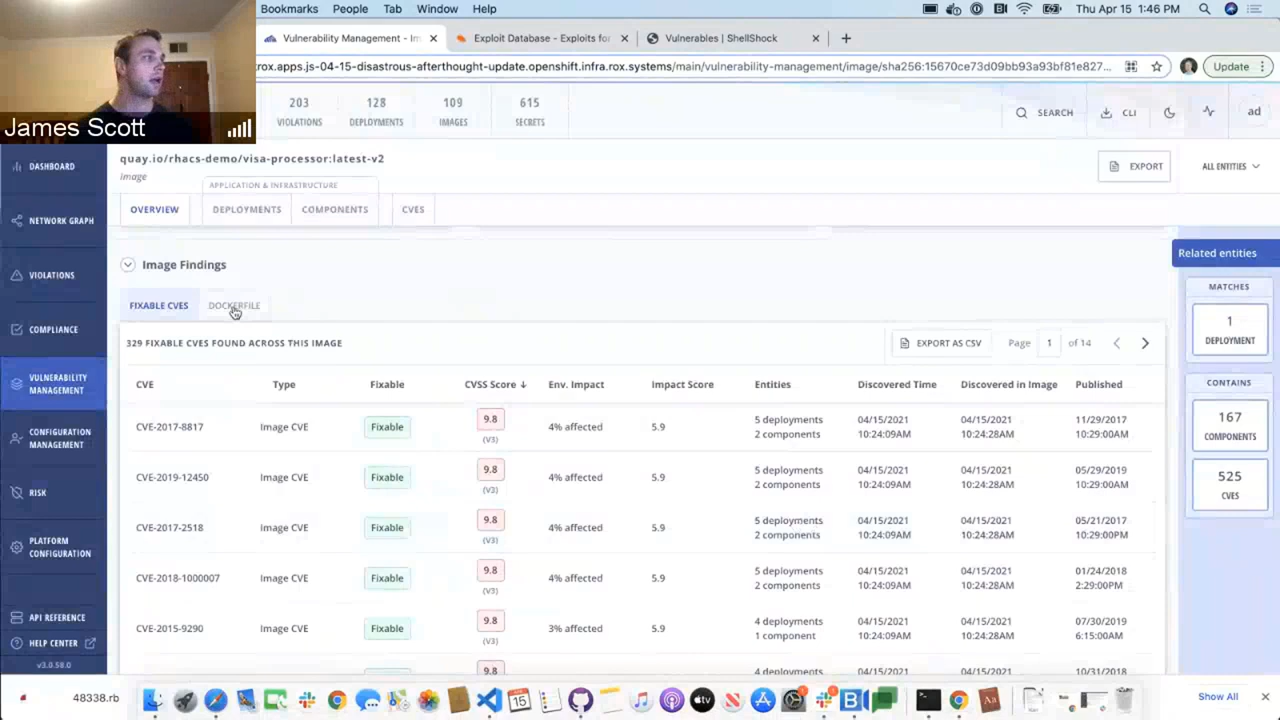 Bookmarks People Tab Window Help Thu Apr 15 1:46 PM
Vulnerability Management - Im Exploit Database - Exploits for Vulnerables | ShellShock
rox.apps.js-04-15-disastrous-afterthought-update.openshift.infra.rox.systems/main/vulnerability-management/image/sha256:15670ce73d09bb93a93bf81e827... Update
James Scott
203 128 109 615
VIOLATIONS DEPLOYMENTS IMAGES SECRETS
SEARCH CLI ad
DASHBOARD
NETWORK GRAPH
VIOLATIONS
COMPLIANCE
VULNERABILITY
MANAGEMENT
CONFIGURATION
MANAGEMENT
RISK
PLATFORM
CONFIGURATION
API REFERENCE
HELP CENTER
v3.0.58.0
quay.io/rhacs-demo/visa-processor:latest-v2
Image
EXPORT ALL ENTITIES
APPLICATION & INFRASTRUCTURE
OVERVIEW DEPLOYMENTS COMPONENTS CVES
Image Findings
FIXABLE CVES DOCKERFILE
329 FIXABLE CVES FOUND ACROSS THIS IMAGE EXPORT AS CSV Page 1 of 14
CVE Type Fixable CVSS Score Env. Impact Impact Score Entities Discovered Time Discovered in Image Published
CVE-2017-8817 Image CVE Fixable 9.8 (V3) 4% affected 5.9 5 deployments 2 components 04/15/2021 10:24:09AM 04/15/2021 10:24:28AM 11/29/2017 10:29:00AM
CVE-2019-12450 Image CVE Fixable 9.8 (V3) 4% affected 5.9 5 deployments 2 components 04/15/2021 10:24:09AM 04/15/2021 10:24:28AM 05/29/2019 10:29:00AM
CVE-2017-2518 Image CVE Fixable 9.8 (V3) 4% affected 5.9 5 deployments 2 components 04/15/2021 10:24:09AM 04/15/2021 10:24:28AM 05/21/2017 10:29:00PM
CVE-2018-1000007 Image CVE Fixable 9.8 (V3) 4% affected 5.9 5 deployments 2 components 04/15/2021 10:24:09AM 04/15/2021 10:24:28AM 01/24/2018 2:29:00PM
CVE-2015-9290 Image CVE Fixable 9.8 (V3) 3% affected 5.9 4 deployments 1 component 04/15/2021 10:24:09AM 04/15/2021 10:24:28AM 07/30/2019 6:15:00AM
9.8 4 deployments 04/15/2021 04/15/2021 10/31/2018
Related entities
MATCHES
1
DEPLOYMENT
CONTAINS
167
COMPONENTS
525
CVES
48338.rb 15 Show All